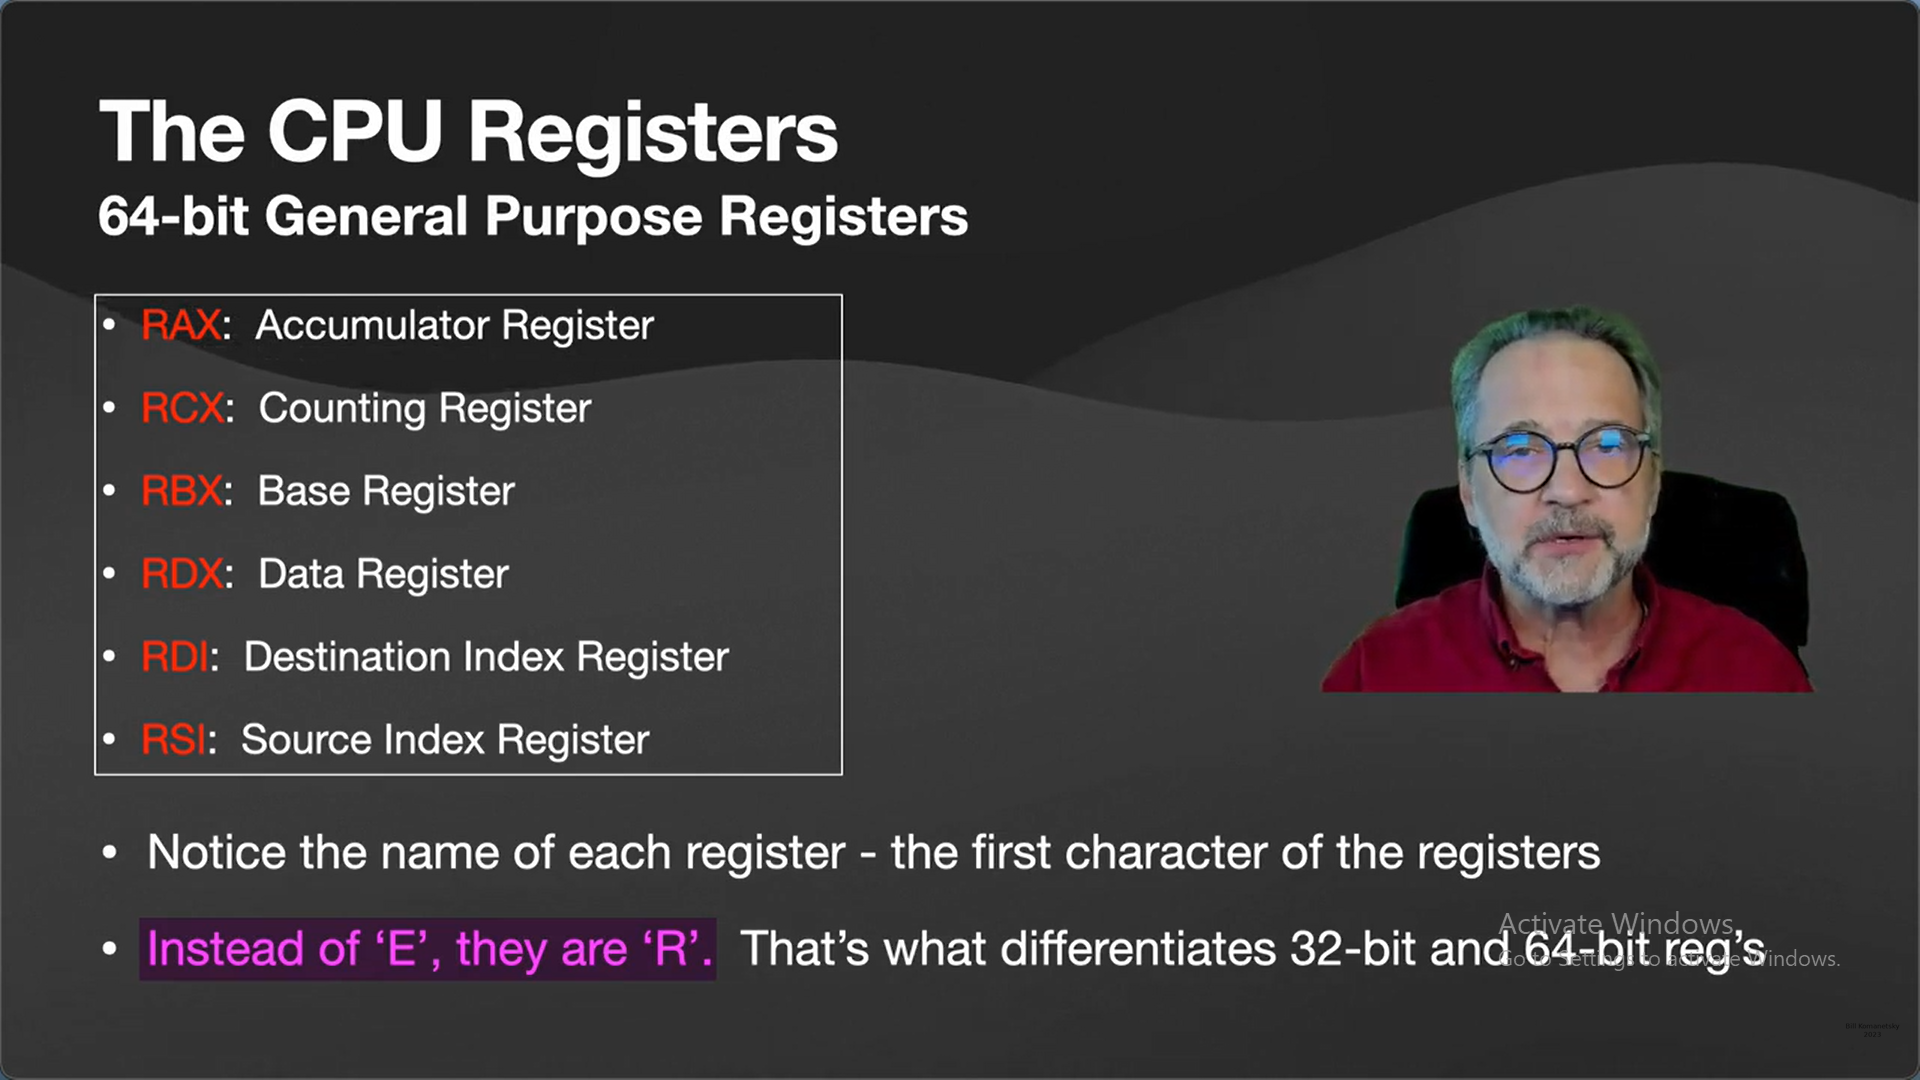 The CPU Registers
64-bit General Purpose Registers
• RAX: Accumulator Register
• RCX: Counting Register
• RBX: Base Register
• RDX: Data Register
• RDI: Destination Index Register
• RSI: Source Index Register
• Notice the name of each register - the first character of the registers
• Instead of ‘E’, they are ‘R’. That’s what differentiates 32-bit and 64-bit reg’s
Activate Windows
Go to Settings to activate Windows.